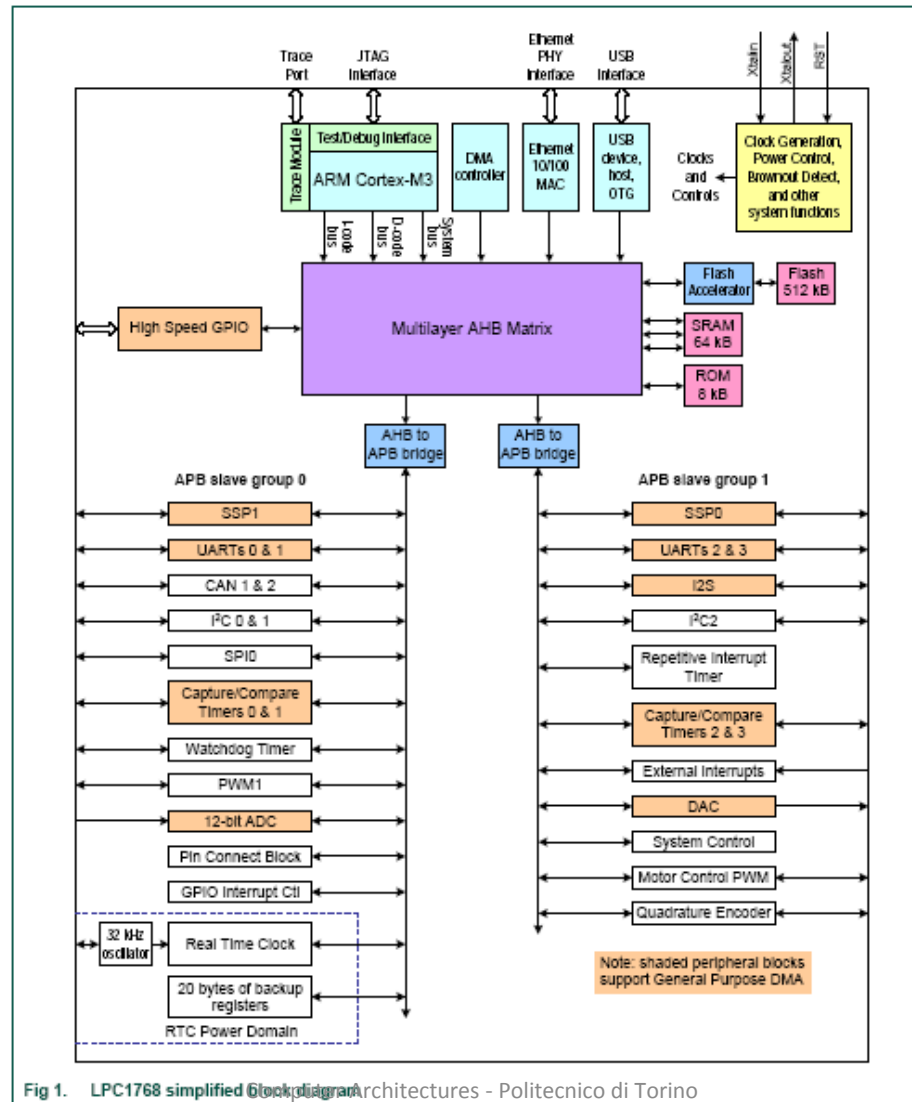 Trace
Port
JTAG
Interface
Ethernet
PHY
Interface
USB
Interface
Xtalin
Xtalout
RST
Trace Module
Test/Debug Interface
ARM Cortex-M3
DMA
controller
Ethernet
10/100
MAC
USB
device,
host,
OTG
Clocks
and
Controls
Clock Generation,
Power Control,
Brownout Detect,
and other
system functions
I-code
bus
D-code
bus
System
bus
High Speed GPIO
Multilayer AHB Matrix
Flash
Accelerator
Flash
512 kB
SRAM
64 kB
ROM
8 kB
AHB to
APB bridge
AHB to
APB bridge
APB slave group 0
SSP1
UARTs 0 & 1
CAN 1 & 2
I²C 0 & 1
SPI0
Capture/Compare
Timers 0 & 1
Watchdog Timer
PWM1
12-bit ADC
Pin Connect Block
GPIO Interrupt Ctl
32 kHz
oscillator
Real Time Clock
20 bytes of backup
registers
RTC Power Domain
APB slave group 1
SSP0
UARTs 2 & 3
I2S
I²C2
Repetitive Interrupt
Timer
Capture/Compare
Timers 2 & 3
External Interrupts
DAC
System Control
Motor Control PWM
Quadrature Encoder
Note: shaded peripheral blocks
support General Purpose DMA
Fig 1. LPC1768 simplified block diagram
Computer Architectures - Politecnico di Torino